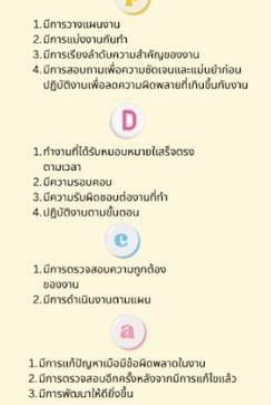 P
1. มีการวางแผนงาน
2. มีการแบ่งงานกันทำ
3. มีการเรียงลำดับความสำคัญของงาน
4. มีการสอบถามเพื่อความชัดเจนและแม่นยำก่อน
ปฏิบัติงานเพื่อลดความผิดพลาดที่เกินขึ้นกับงาน
D
1. ทำงานที่ได้รับหมอบหมายใส้เร็จตรง
ตามเวลา
2. มีความรอบคอบ
3. มีความรับผิดชอบต่องานที่ทำ
4. ปฏิบัติงานตามขั้นตอน
c
1. มีการตรวจสอบความถูกต้อง
ของงาน
2. มีการดำเนินงานตามแผน
a
1. มีการแก้ปัญหาเมื่อมีข้อผิดพลาดในงาน
2. มีการตรวจสอบอีกครั้งหลังจากมีการแก้ไขแล้ว
3. มีการพัฒนาให้ดียิ่งขึ้น